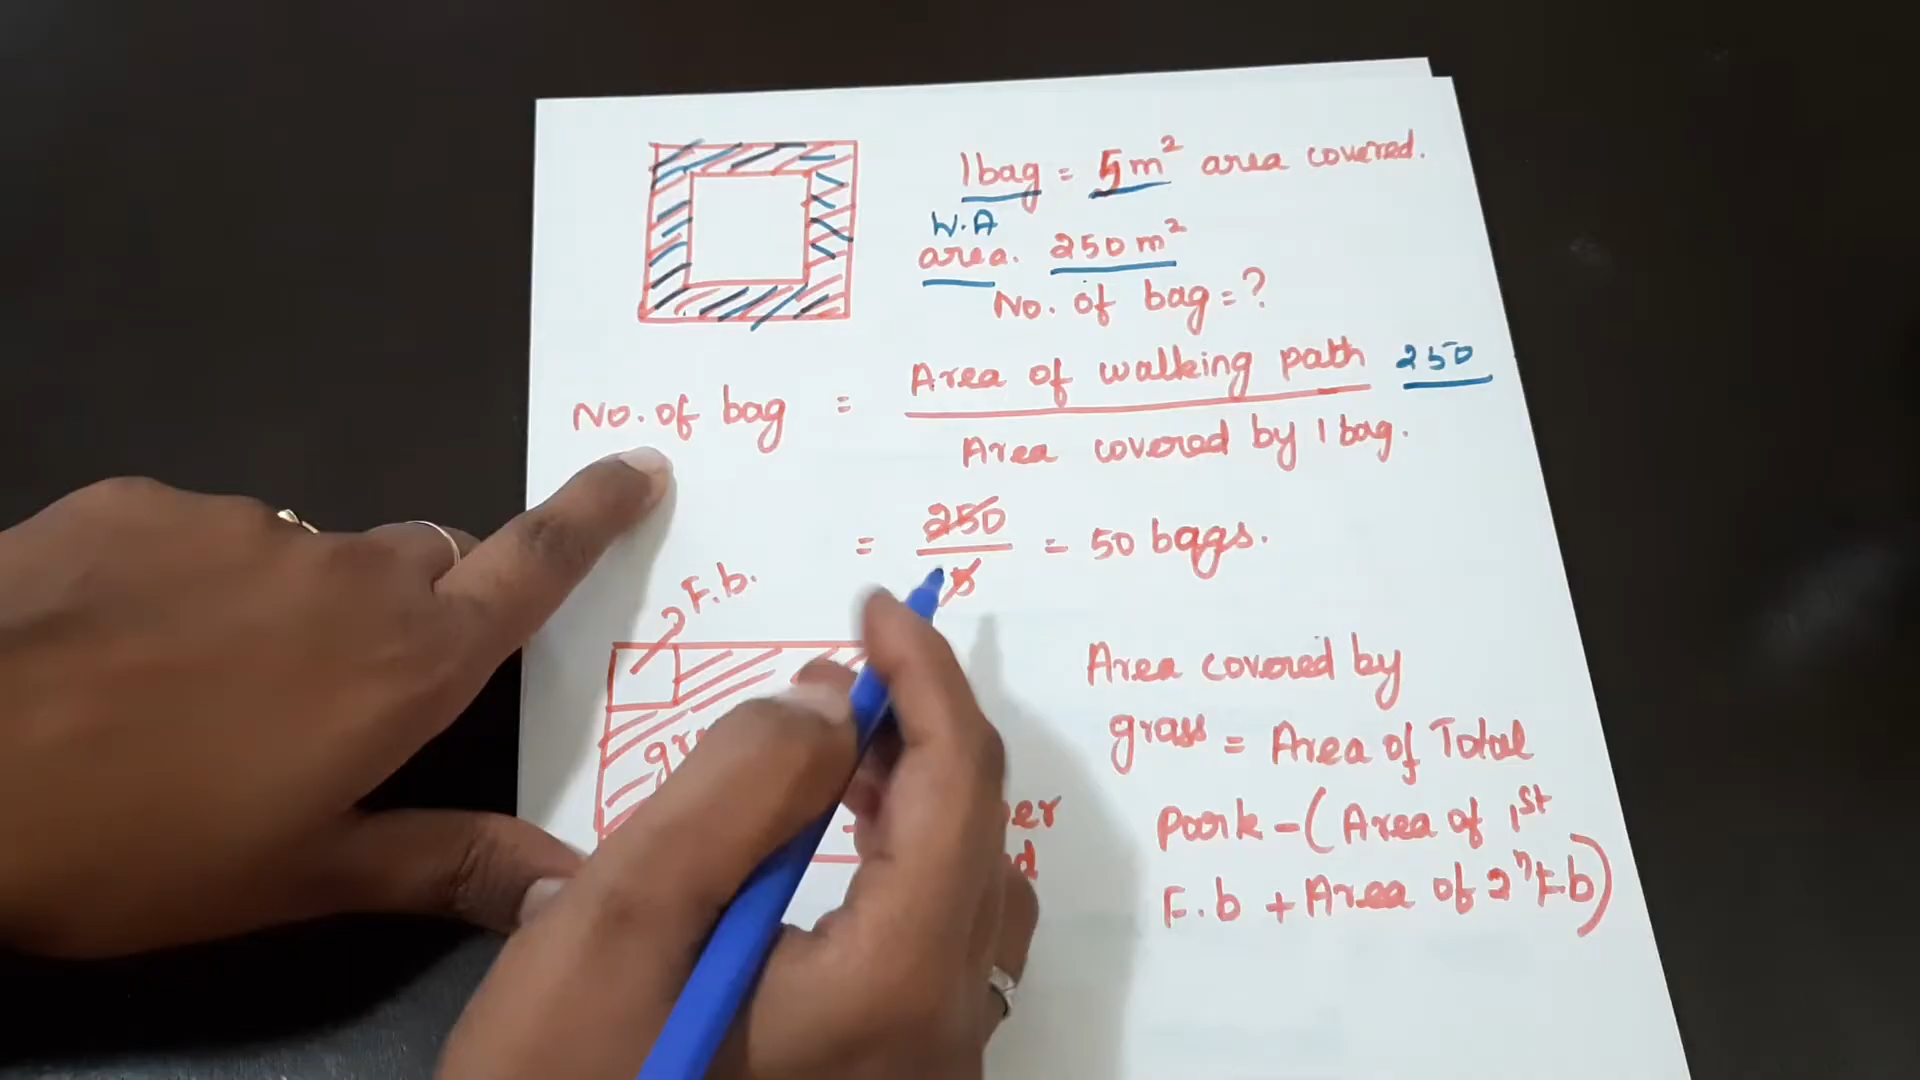 1 bag = 5m² area covered.
W.A
area. 250 m²
No. of bag = ?
No. of bag = Area of walking path 250
Area covered by 1 bag.
= 250 = 50 bags.
5
F.b.
Area covered by
grass = Area of Total
Park - (Area of 1st
F.b + Area of 2ⁿ F.b)